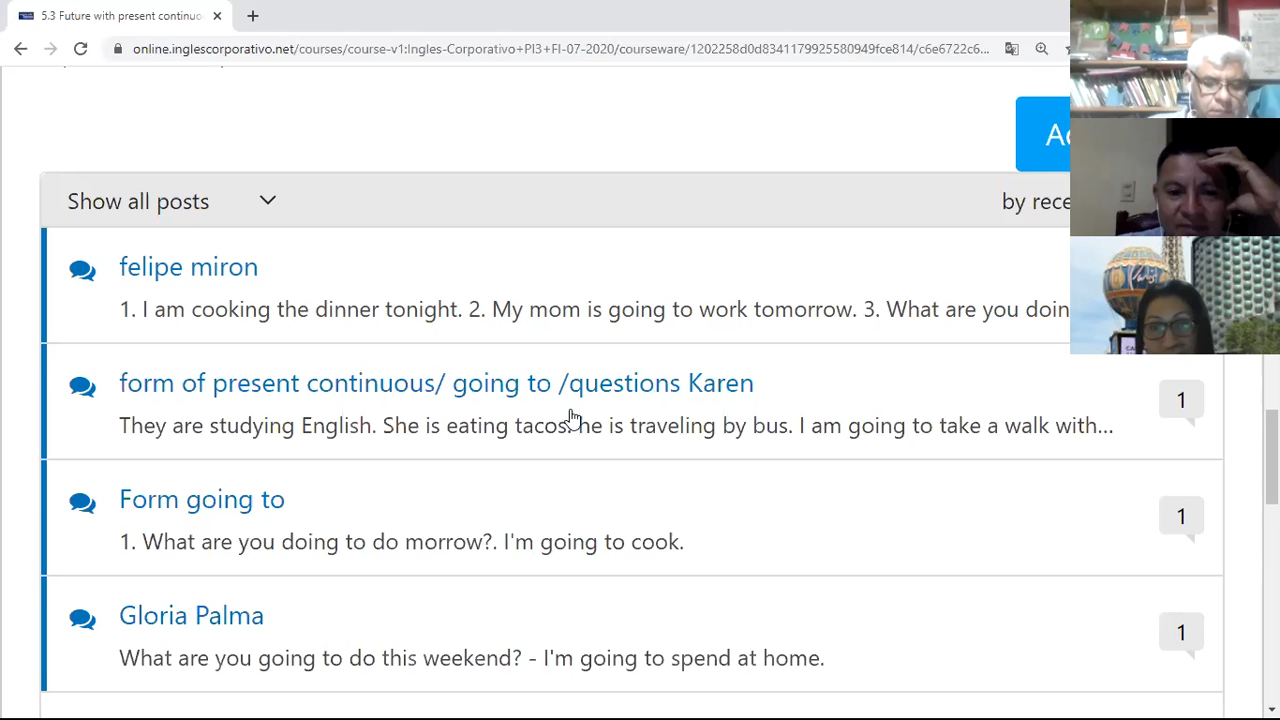 5.3 Future with present continuo
online.inglescorporativo.net/courses/course-v1:Ingles-Corporativo+PI3+FI-07-2020/courseware/1202258d0d8341179925580949fce814/c6e6722c6...
Show all posts
by rece
felipe miron
1. I am cooking the dinner tonight. 2. My mom is going to work tomorrow. 3. What are you doin
form of present continuous/ going to /questions Karen
1
They are studying English. She is eating tacos. he is traveling by bus. I am going to take a walk with...
Form going to
1
1. What are you doing to do morrow?. I'm going to cook.
Gloria Palma
1
What are you going to do this weekend? - I'm going to spend at home.